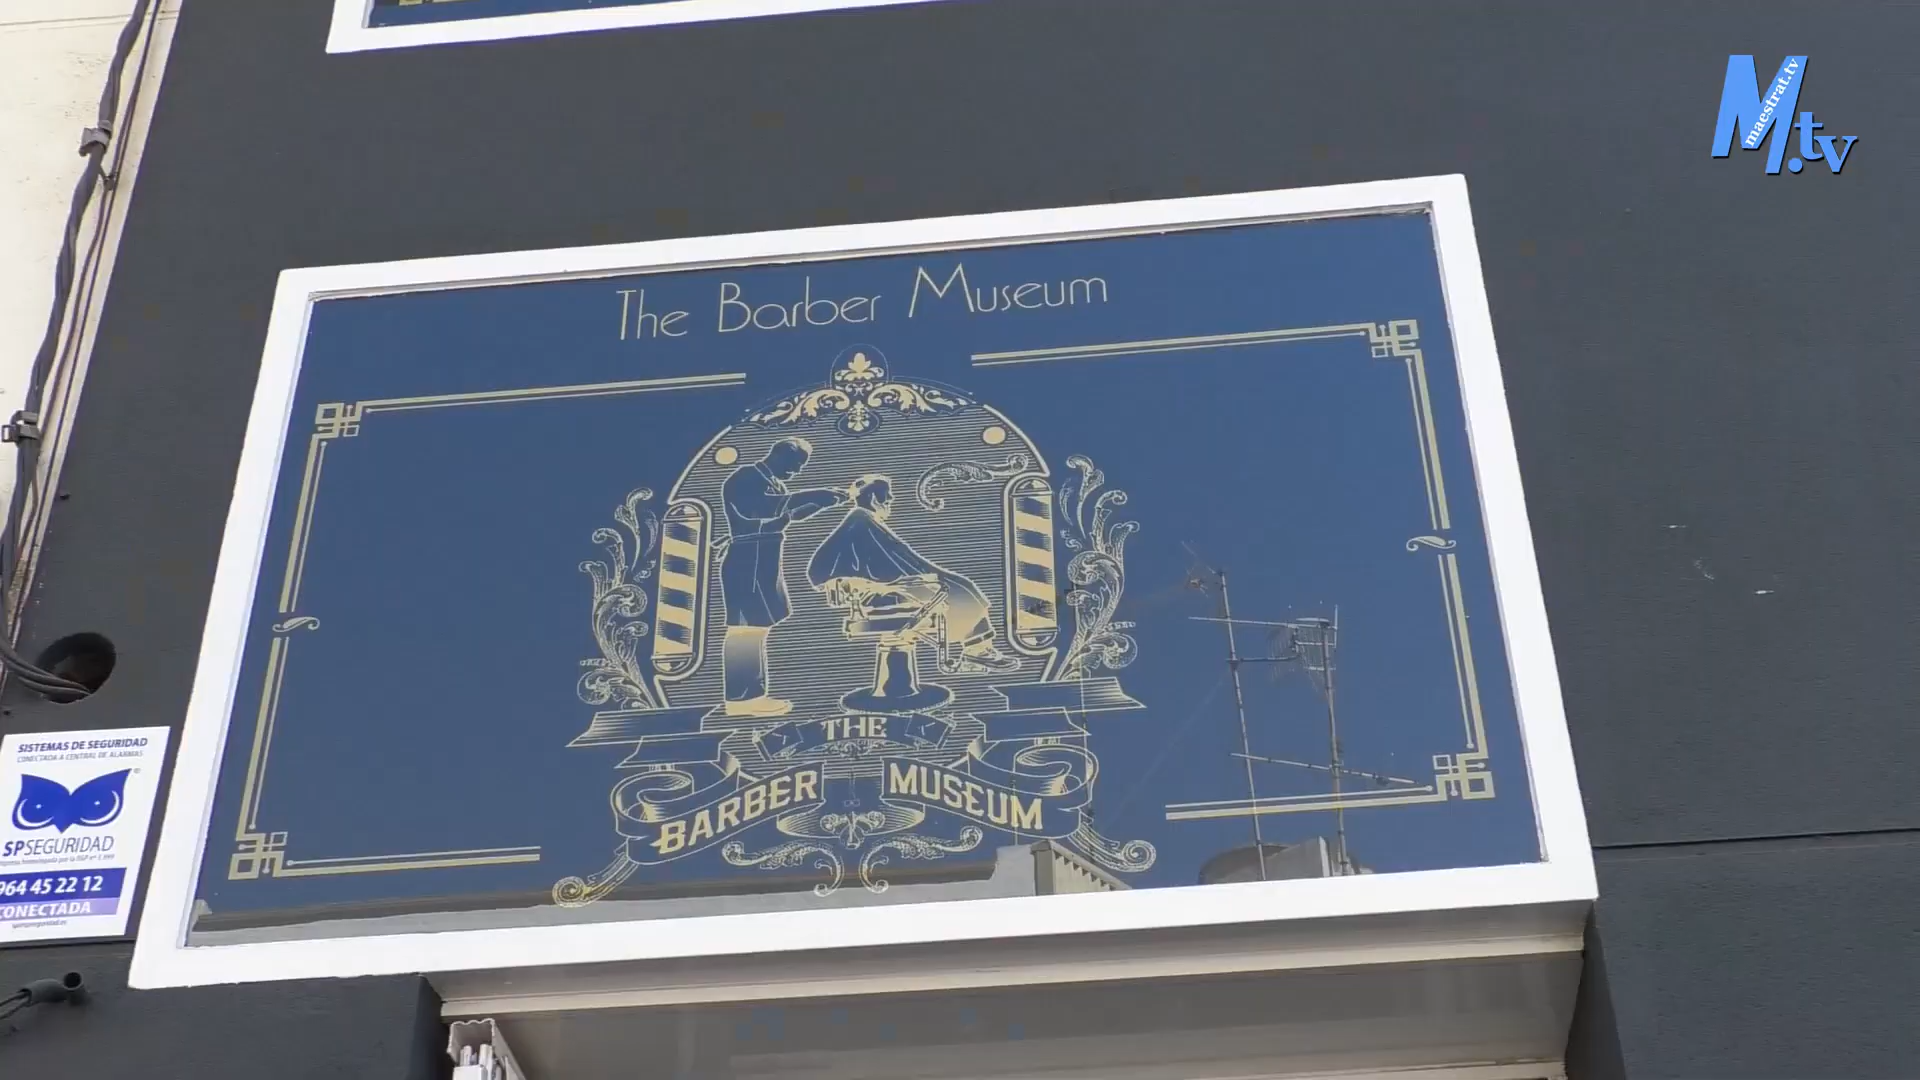 maestrat.tv
M.tv
The Barber Museum
THE
BARBER MUSEUM
SISTEMAS DE SEGURIDAD
CONECTADA A CENTRAL DE ALARMAS
SPSEGURIDAD
964 45 22 12
CONECTADA